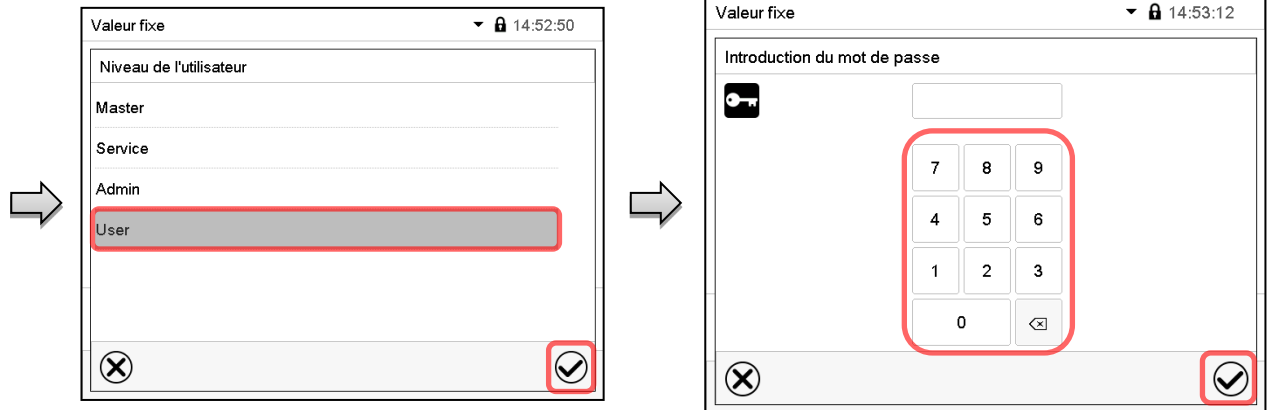 Valeur fixe 14:52:50
Niveau de l'utilisateur
Master
Service
Admin
User
Valeur fixe 14:53:12
Introduction du mot de passe
7 8 9
4 5 6
1 2 3
0